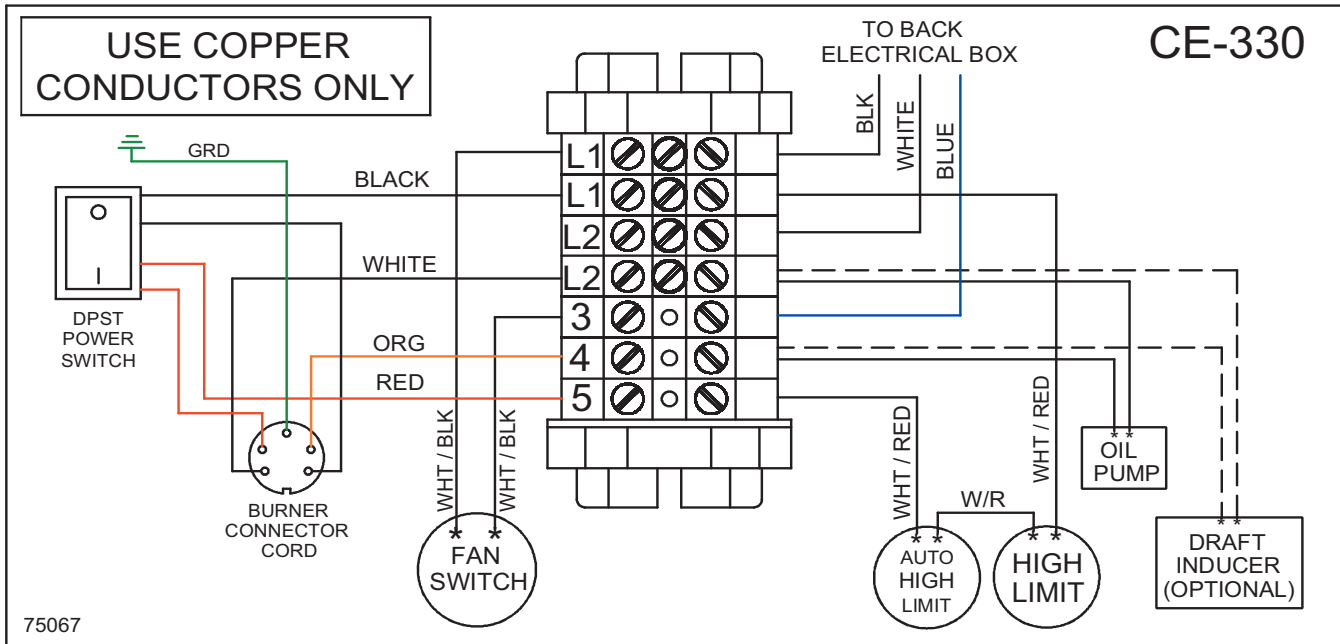 USE COPPER
CONDUCTORS ONLY
TO BACK
ELECTRICAL BOX
CE-330
BLK
WHITE
BLUE
GRD
BLACK
WHITE
ORG
RED
DPST
POWER
SWITCH
L1
L1
L2
L2
3
4
5
BURNER
CONNECTOR
CORD
WHT / BLK
WHT / BLK
* *
FAN
SWITCH
WHT / RED
W/R
WHT / RED
* *
AUTO
HIGH
LIMIT
* *
HIGH
LIMIT
* *
OIL
PUMP
* *
DRAFT
INDUCER
(OPTIONAL)
75067